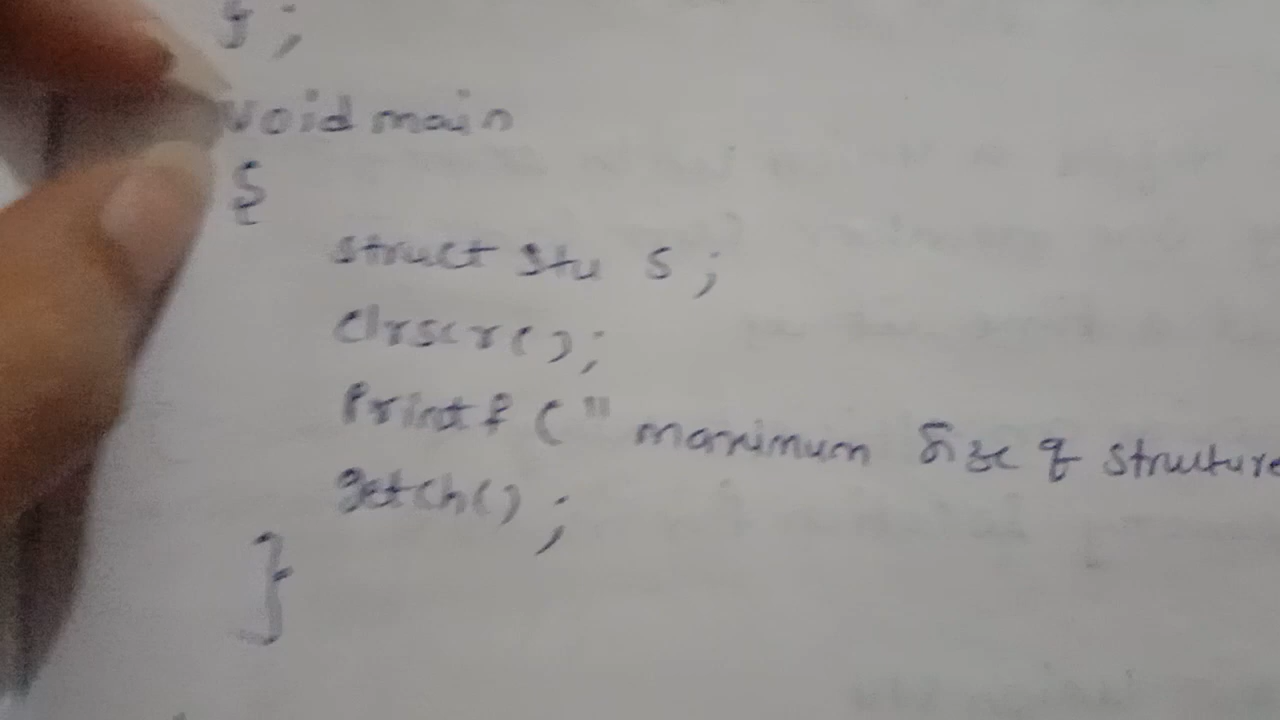 };
void main
{
struct stu s;
clrscr();
Printf (" maximum size of structure
getch();
}